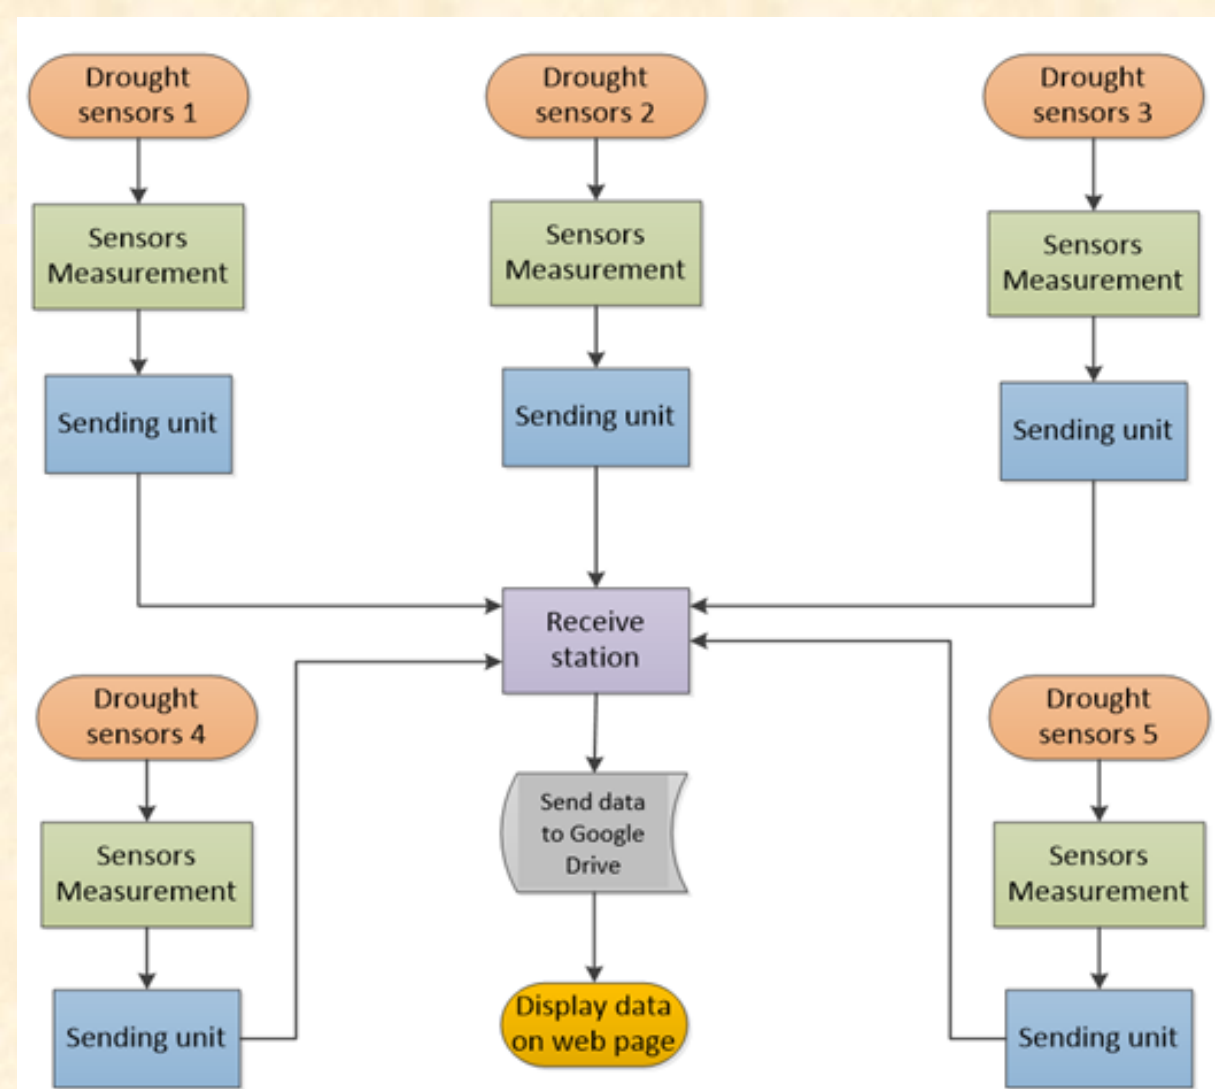 Drought
sensors 1
Drought
sensors 2
Drought
sensors 3
Sensors
Measurement
Sensors
Measurement
Sensors
Measurement
Sending unit
Sending unit
Sending unit
Receive
station
Drought
sensors 4
Drought
sensors 5
Send data
to Google
Drive
Sensors
Measurement
Sensors
Measurement
Display data
on web page
Sending unit
Sending unit